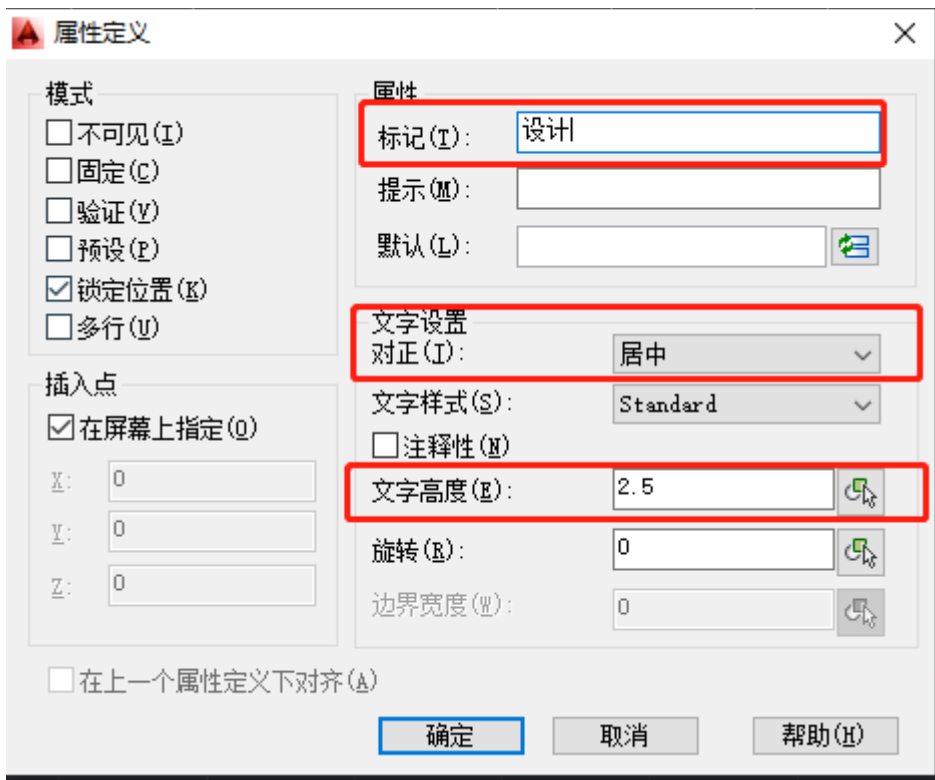 属性定义
模式
不可见(I)
固定(C)
验证(V)
预设(P)
锁定位置(K)
多行(U)
插入点
在屏幕上指定(O)
X: 0
Y: 0
Z: 0
属性
标记(T): 设计
提示(M):
默认(L):
文字设置
对正(J): 居中
文字样式(S): Standard
注释性(N)
文字高度(E): 2.5
旋转(R): 0
边界宽度(W): 0
在上一个属性定义下对齐(A)
确定 取消 帮助(H)